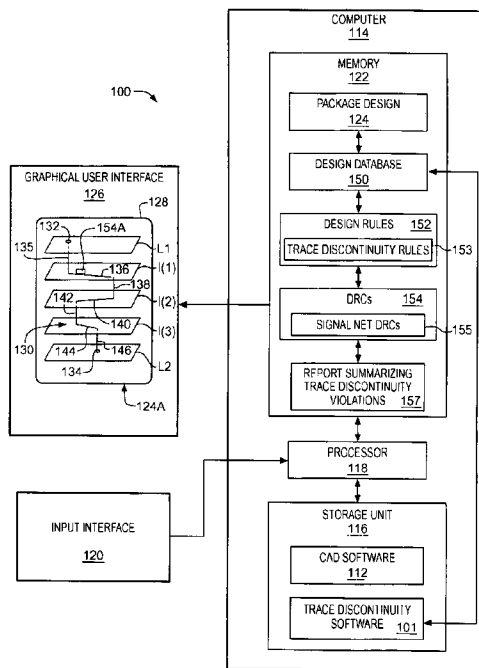 COMPUTER
114
MEMORY
122
PACKAGE DESIGN
124
DESIGN DATABASE
150
DESIGN RULES 152
TRACE DISCONTINUITY RULES
153
DRCs 154
SIGNAL NET DRCs
155
REPORT SUMMARIZING
TRACE DISCONTINUITY
VIOLATIONS
157
PROCESSOR
118
STORAGE UNIT
116
CAD SOFTWARE
112
TRACE DISCONTINUITY
SOFTWARE 101
100
GRAPHICAL USER INTERFACE
126
128
132
154A
135
L1
136
I(1)
138
I(2)
142
140
I(3)
130
144
146
134
L2
124A
INPUT INTERFACE
120